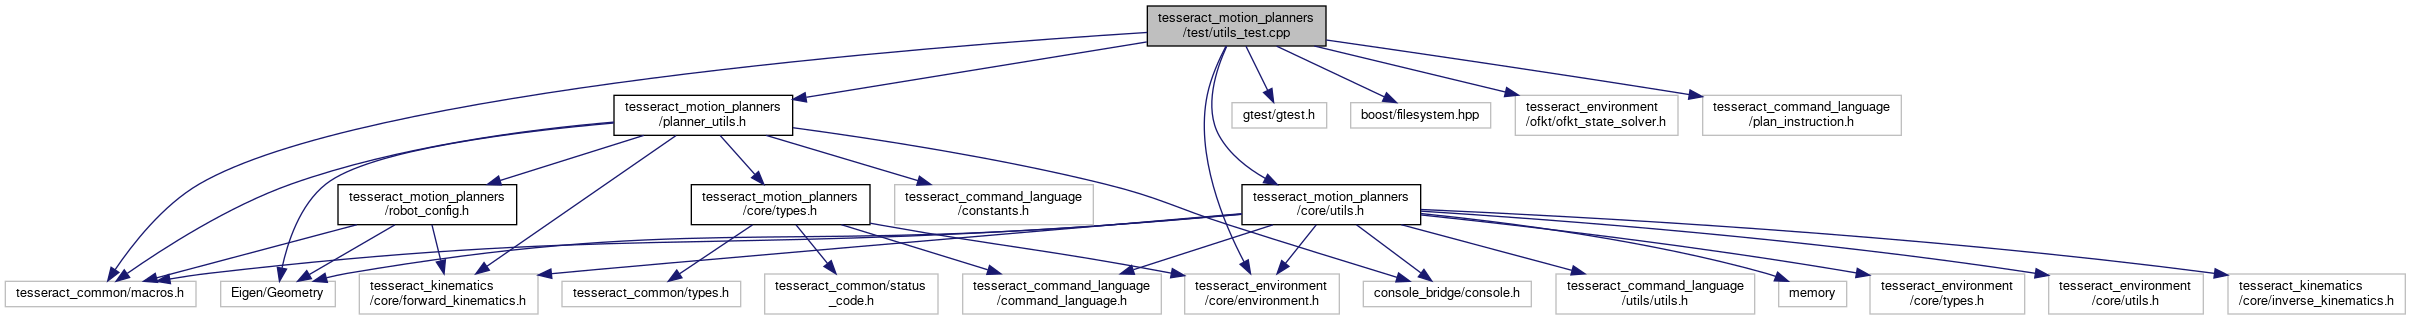 tesseract_motion_planners
/test/utils_test.cpp
tesseract_motion_planners
/planner_utils.h
gtest/gtest.h
boost/filesystem.hpp
tesseract_environment
/ofkt/ofkt_state_solver.h
tesseract_command_language
/plan_instruction.h
tesseract_motion_planners
/robot_config.h
tesseract_motion_planners
/core/types.h
tesseract_command_language
/constants.h
tesseract_motion_planners
/core/utils.h
tesseract_common/macros.h
Eigen/Geometry
tesseract_kinematics
/core/forward_kinematics.h
tesseract_common/types.h
tesseract_common/status
_code.h
tesseract_command_language
/command_language.h
tesseract_environment
/core/environment.h
console_bridge/console.h
tesseract_command_language
/utils/utils.h
memory
tesseract_environment
/core/types.h
tesseract_environment
/core/utils.h
tesseract_kinematics
/core/inverse_kinematics.h